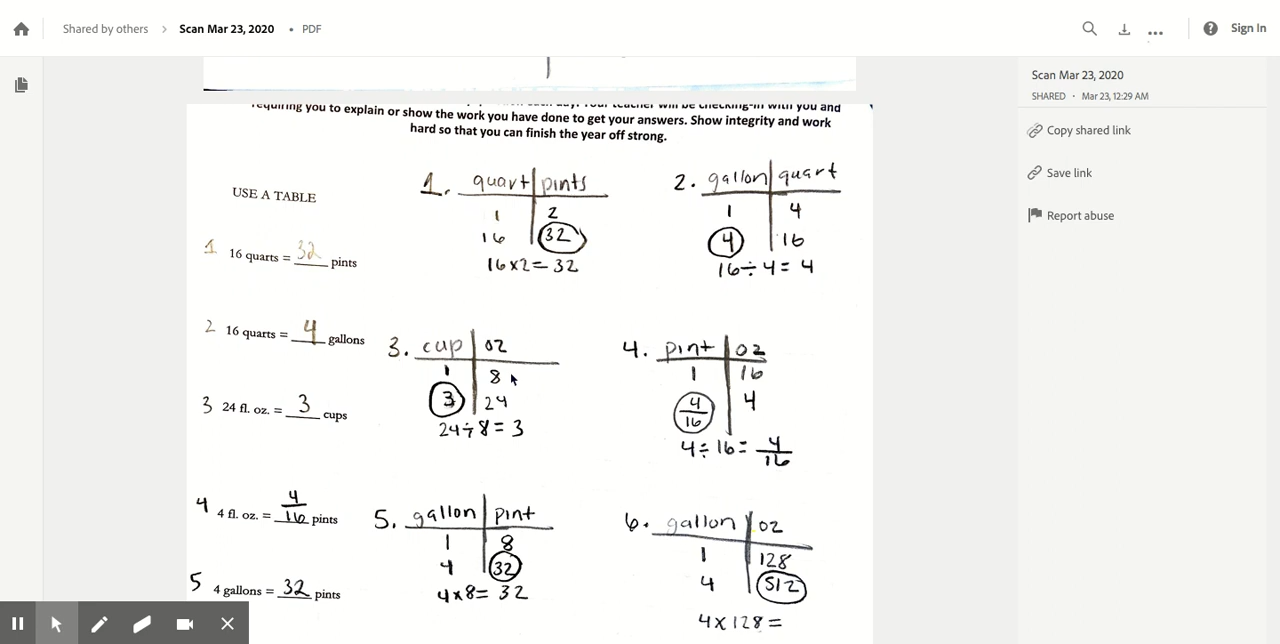 Shared by others > Scan Mar 23, 2020 • PDF
Sign In
Scan Mar 23, 2020
SHARED • Mar 23, 12:29 AM
Copy shared link
Save link
Report abuse
requiring you to explain or show the work you have done to get your answers. Show integrity and work
hard so that you can finish the year off strong.
USE A TABLE
1 16 quarts = 32 pints
2 16 quarts = 4 gallons
3 24 fl. oz. = 3 cups
4 4 fl. oz. = 4/16 pints
5 4 gallons = 32 pints
1. quart pints
1 2
16 32
16 x 2 = 32
2. gallon quart
1 4
4 16
16 ÷ 4 = 4
3. cup oz
1 8
3 24
24 ÷ 8 = 3
4. pint oz
1 16
4/16 4
4 ÷ 16 = 4/16
5. gallon pint
1 8
4 32
4 x 8 = 32
6. gallon oz
1 128
4 512
4 x 128 =